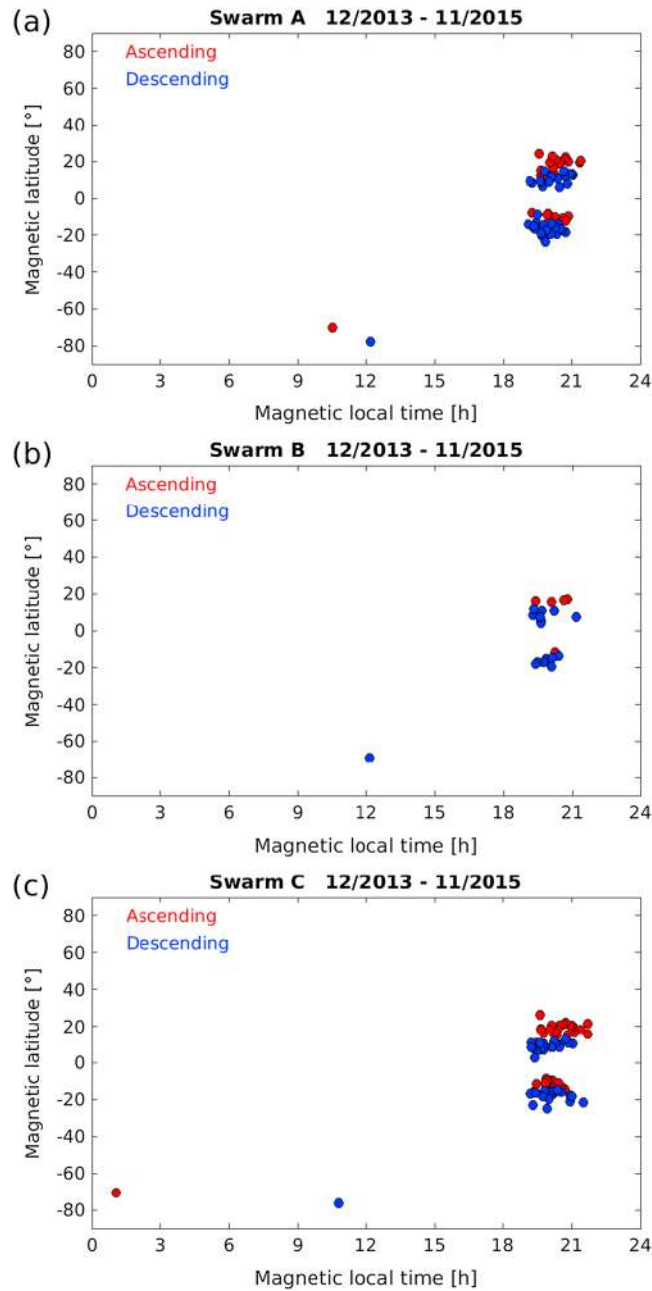 (a)
Swarm A 12/2013 - 11/2015
Ascending
Descending
80
60
40
20
0
-20
-40
-60
-80
Magnetic latitude [°]
0 3 6 9 12 15 18 21 24
Magnetic local time [h]
(b)
Swarm B 12/2013 - 11/2015
Ascending
Descending
80
60
40
20
0
-20
-40
-60
-80
Magnetic latitude [°]
0 3 6 9 12 15 18 21 24
Magnetic local time [h]
(c)
Swarm C 12/2013 - 11/2015
Ascending
Descending
80
60
40
20
0
-20
-40
-60
-80
Magnetic latitude [°]
0 3 6 9 12 15 18 21 24
Magnetic local time [h]